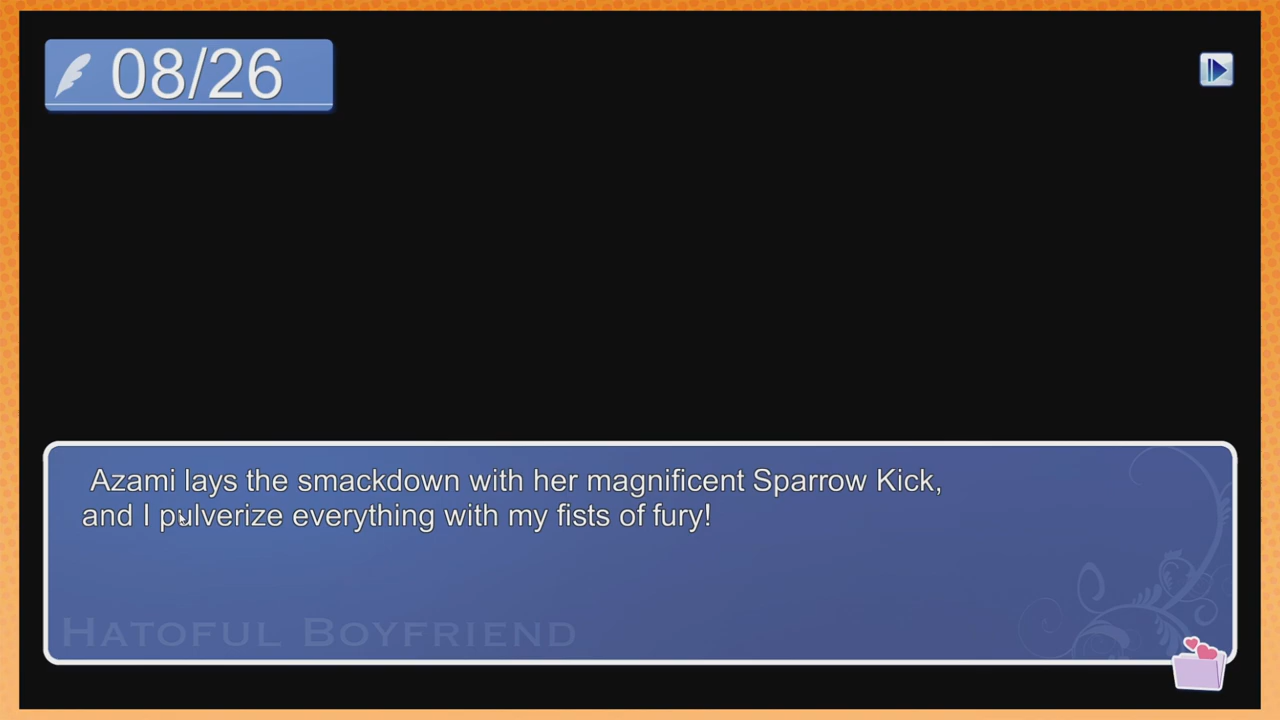 08/26
Azami lays the smackdown with her magnificent Sparrow Kick,
and I pulverize everything with my fists of fury!
HATOFUL BOYFRIEND